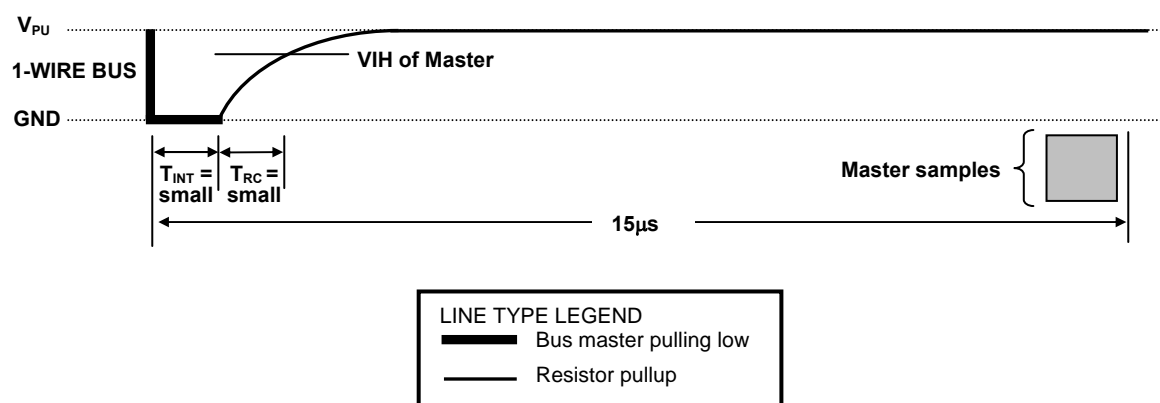 VPU
1-WIRE BUS
VIH of Master
GND
TINT =
small
TRC =
small
Master samples
15μs
LINE TYPE LEGEND
Bus master pulling low
Resistor pullup